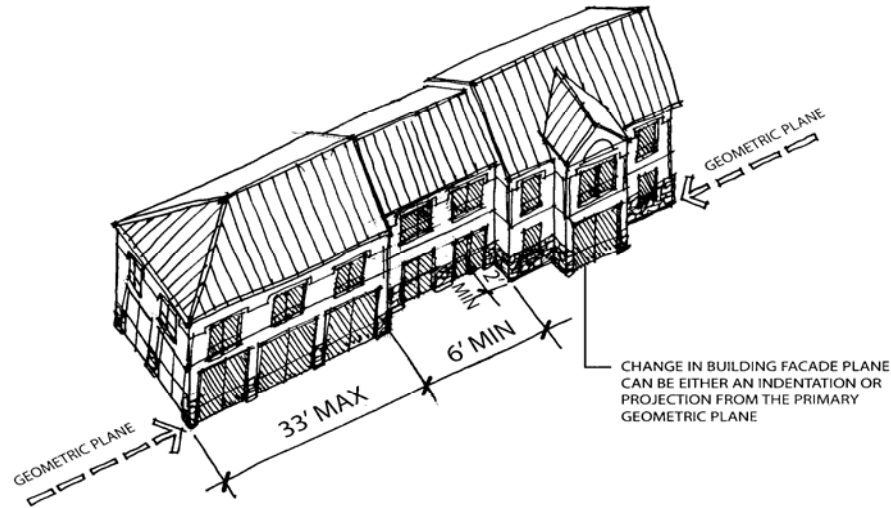 GEOMETRIC PLANE
2'
MIN
6' MIN
33' MAX
CHANGE IN BUILDING FACADE PLANE
CAN BE EITHER AN INDENTATION OR
PROJECTION FROM THE PRIMARY
GEOMETRIC PLANE
GEOMETRIC PLANE